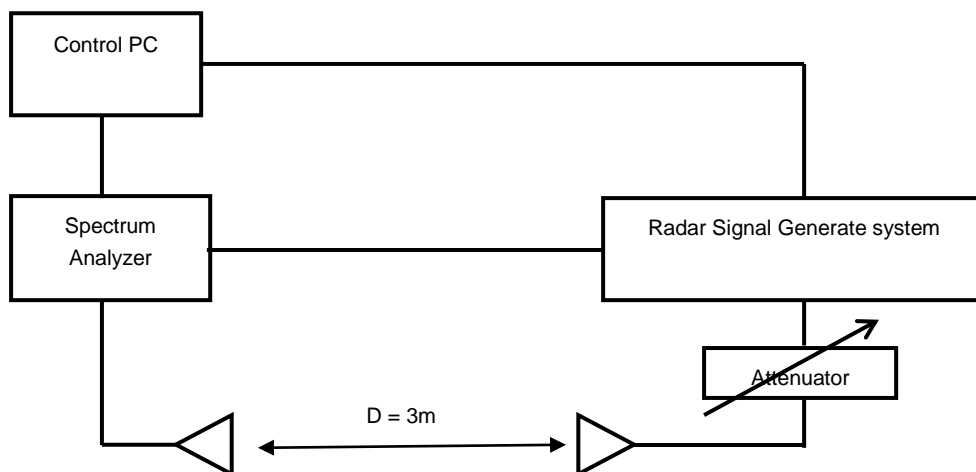 Control PC
Spectrum
Analyzer
Radar Signal Generate system
Attenuator
D = 3m